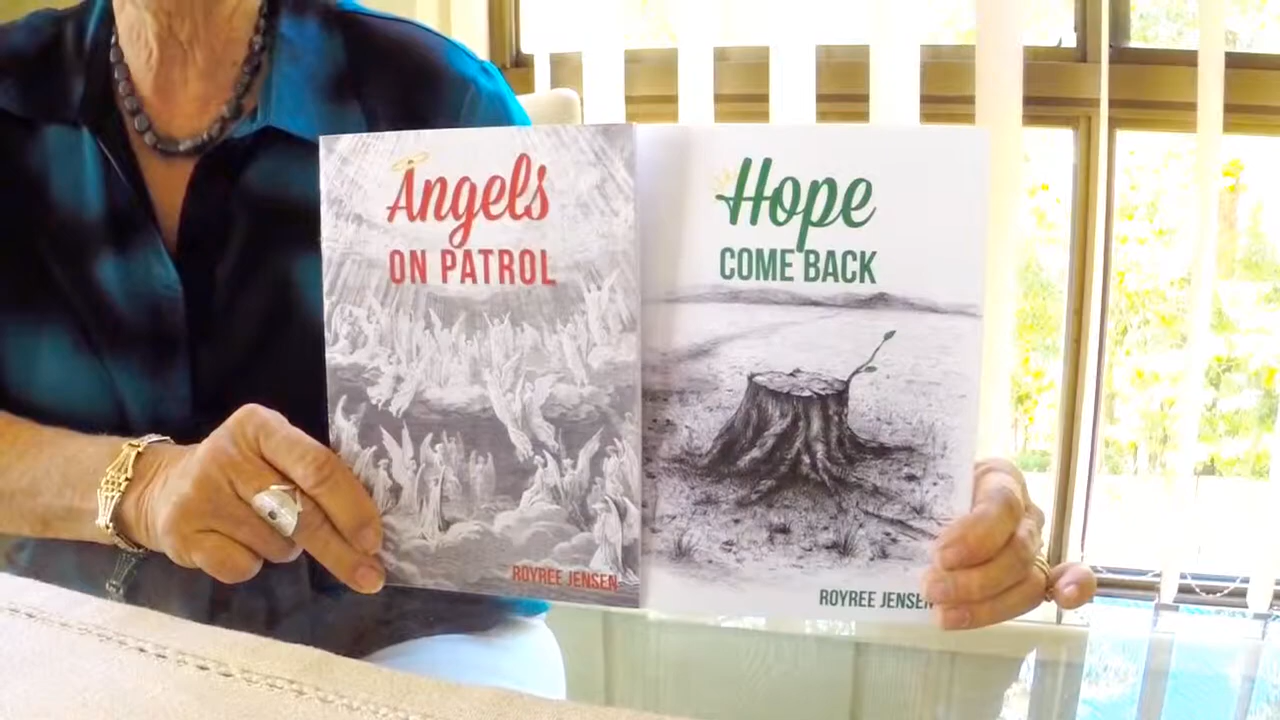 Angels
ON PATROL
ROYREE JENSEN
Hope
COME BACK
ROYREE JENSEN